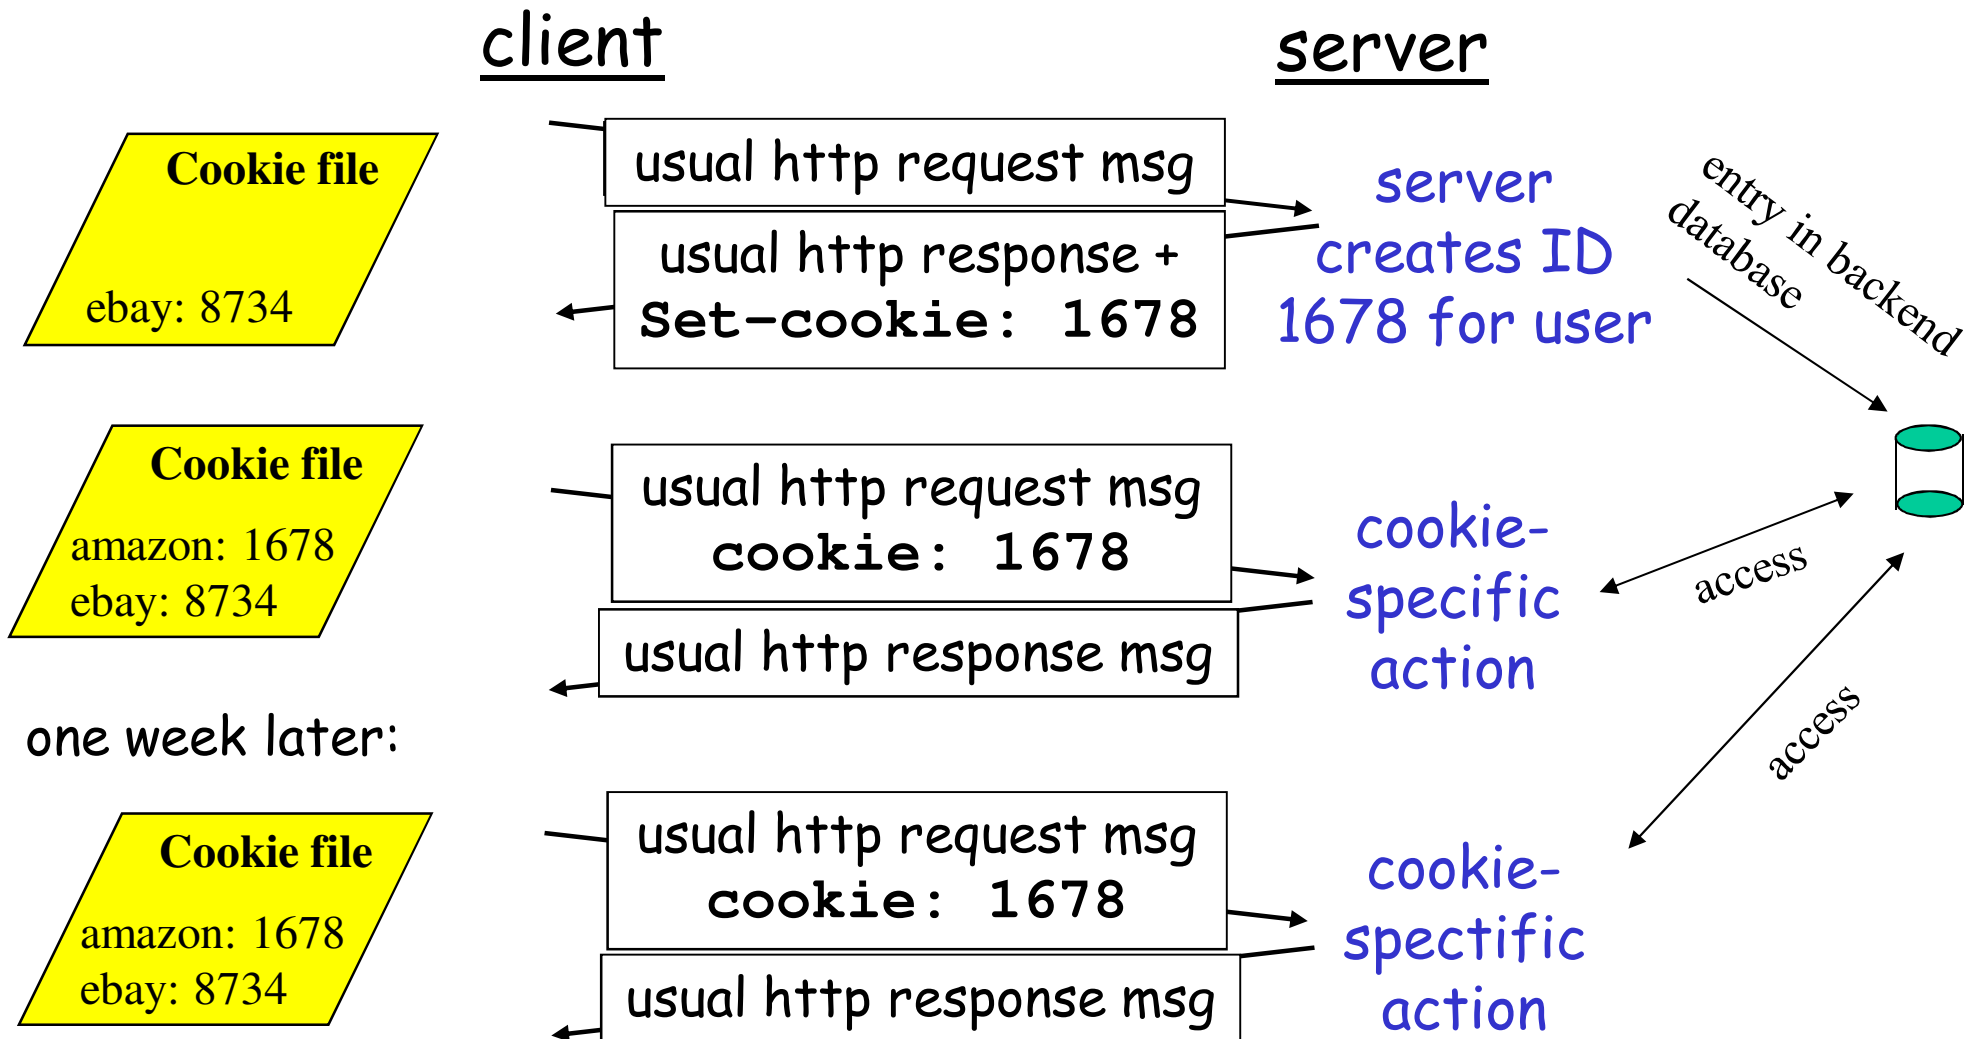 client
server
Cookie file
ebay: 8734
usual http request msg
usual http response +
Set-cookie: 1678
server
creates ID
1678 for user
entry in backend
database
Cookie file
amazon: 1678
ebay: 8734
usual http request msg
cookie: 1678
usual http response msg
cookie-
specific
action
access
access
one week later:
Cookie file
amazon: 1678
ebay: 8734
usual http request msg
cookie: 1678
usual http response msg
cookie-
spectific
action